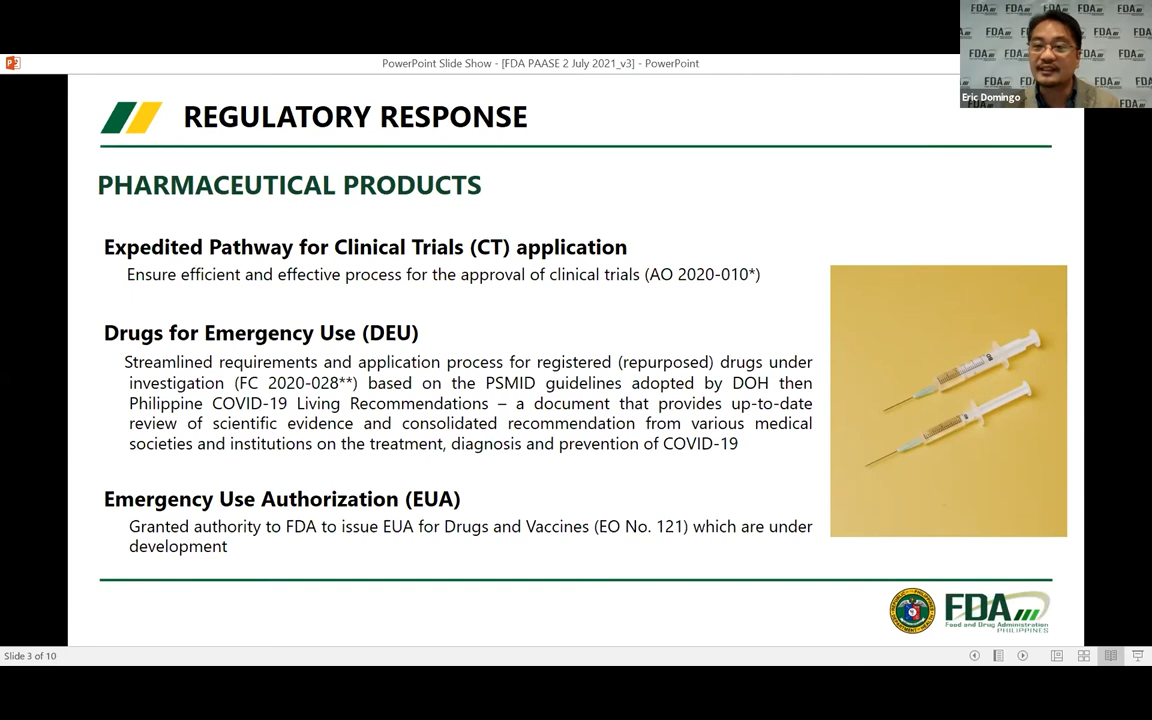 PowerPoint Slide Show - [FDA PAASE 2 July 2021_v3] - PowerPoint
Eric Domingo
REGULATORY RESPONSE
PHARMACEUTICAL PRODUCTS
Expedited Pathway for Clinical Trials (CT) application
Ensure efficient and effective process for the approval of clinical trials (AO 2020-010*)
Drugs for Emergency Use (DEU)
Streamlined requirements and application process for registered (repurposed) drugs under
investigation (FC 2020-028**) based on the PSMID guidelines adopted by DOH then
Philippine COVID-19 Living Recommendations – a document that provides up-to-date
review of scientific evidence and consolidated recommendation from various medical
societies and institutions on the treatment, diagnosis and prevention of COVID-19
Emergency Use Authorization (EUA)
Granted authority to FDA to issue EUA for Drugs and Vaccines (EO No. 121) which are under
development
FDA
Food and Drug Administration
PHILIPPINES
Slide 3 of 10